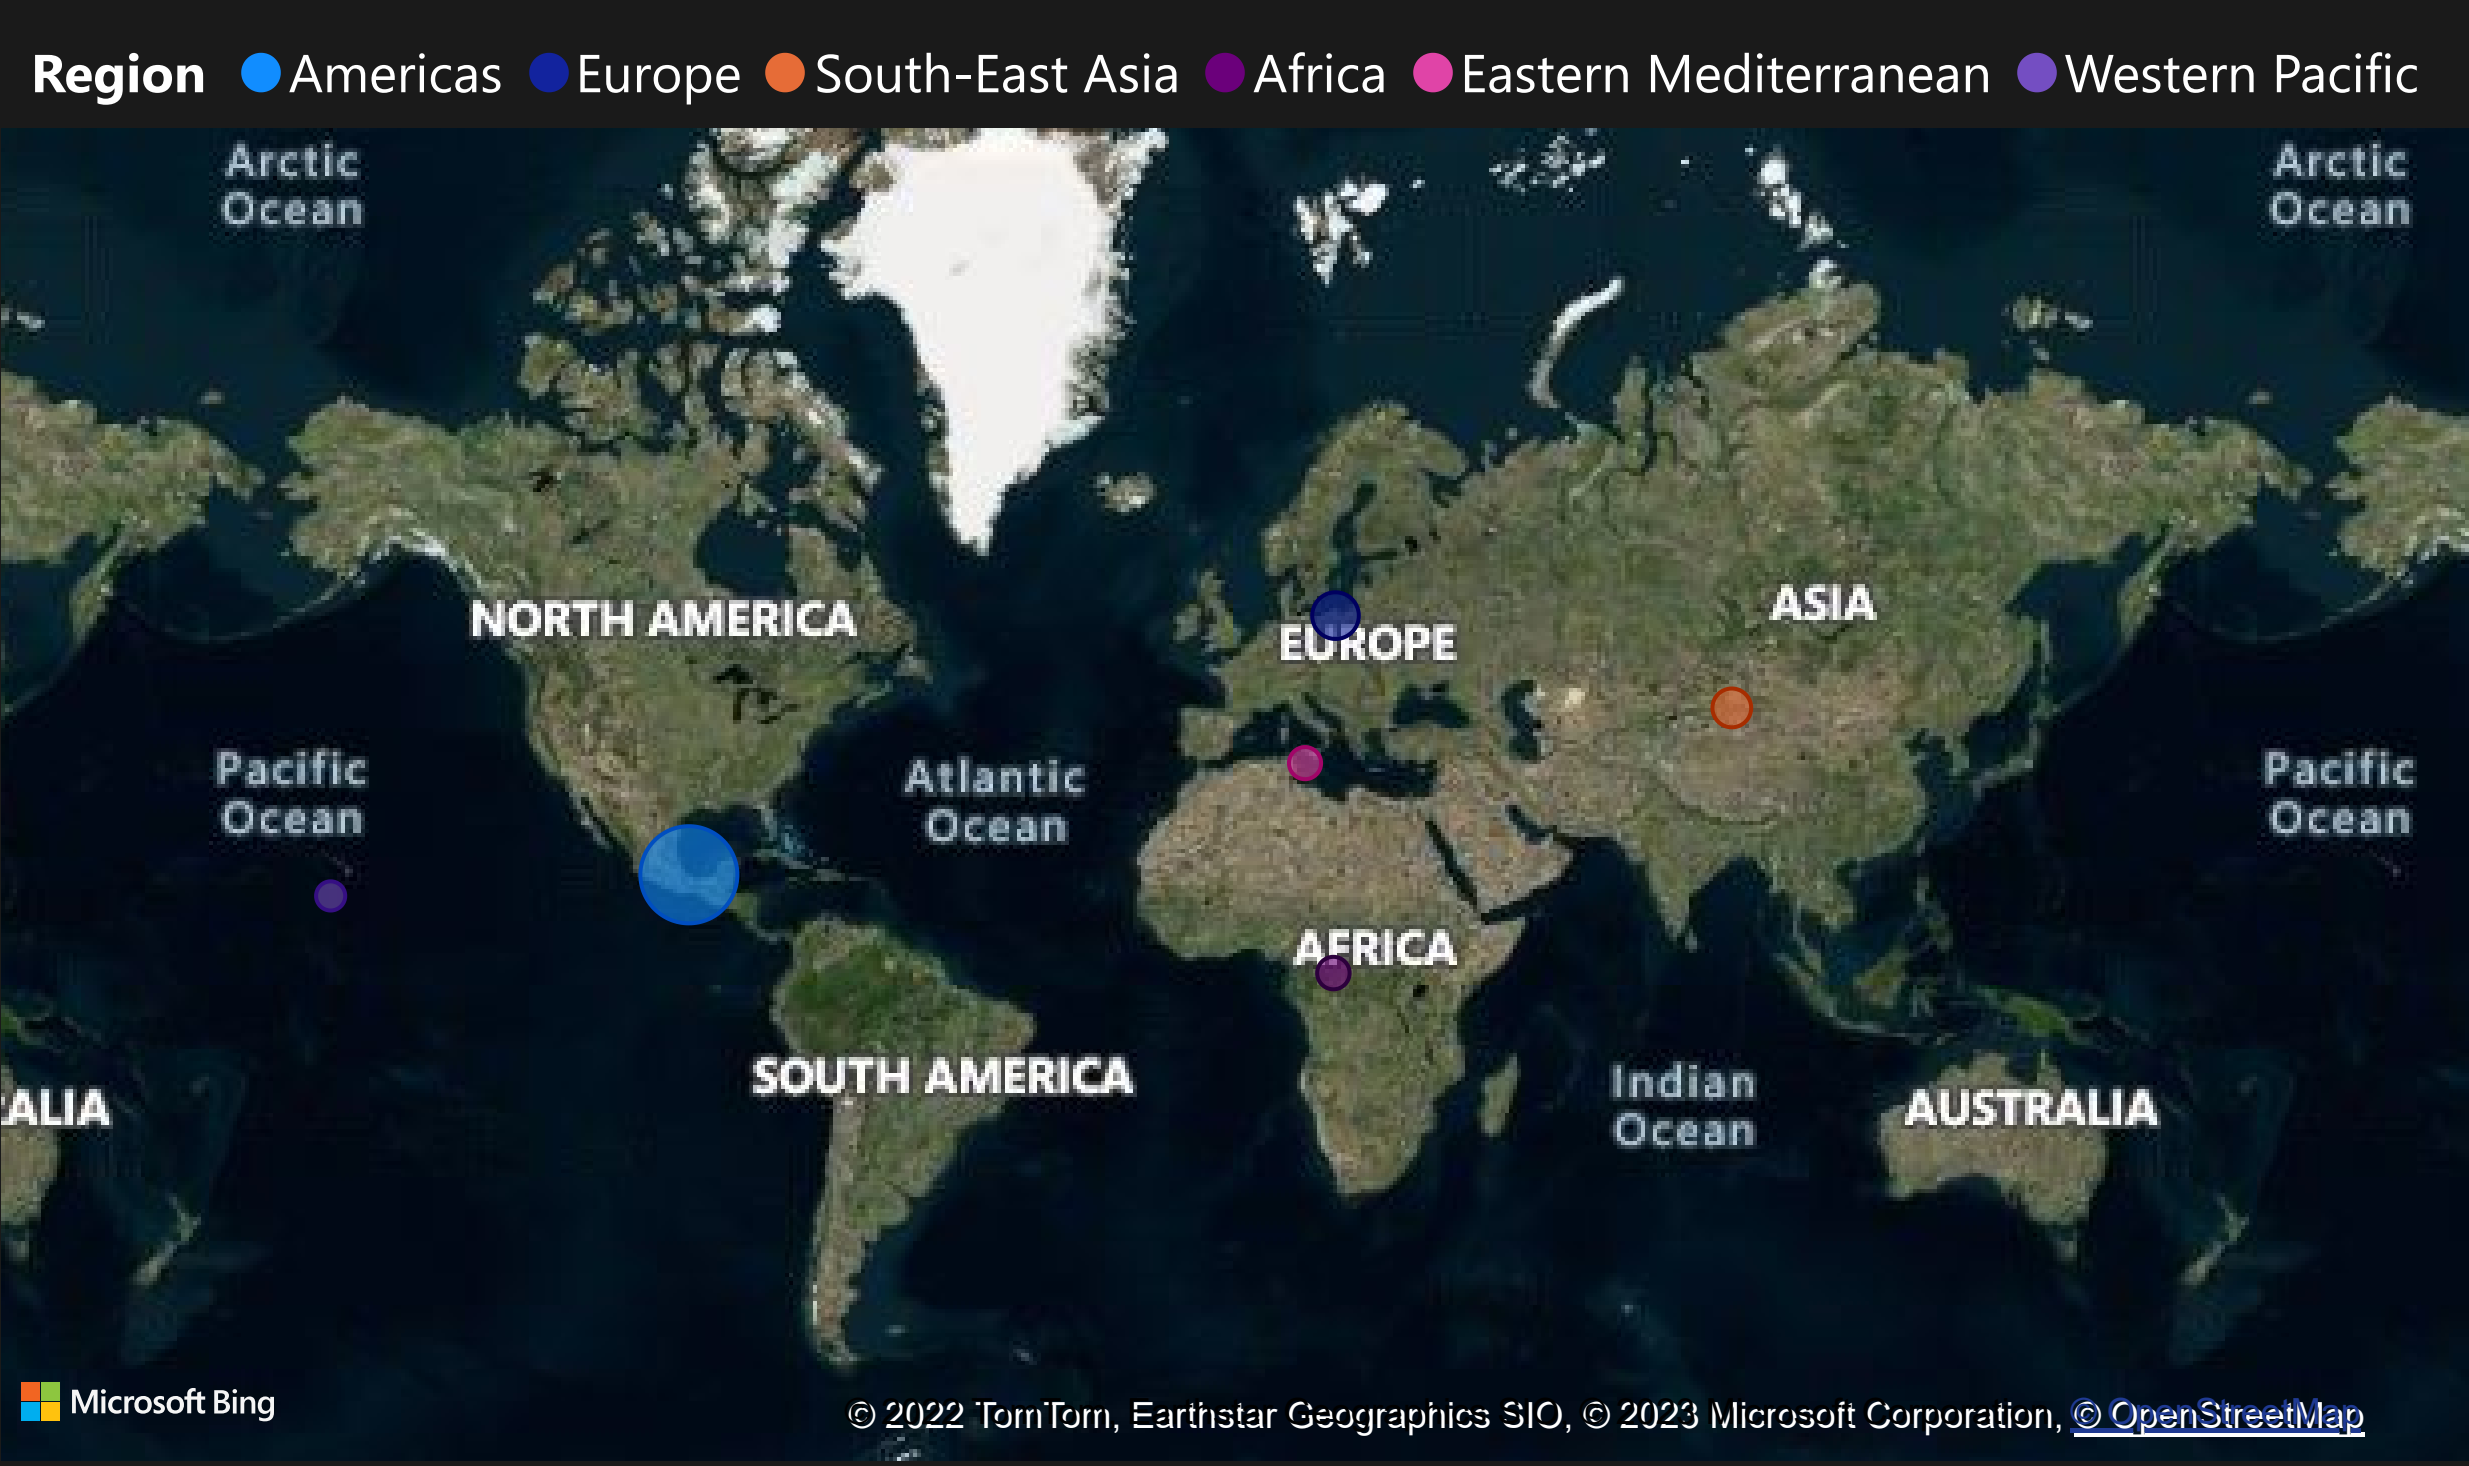 Region Americas Europe South-East Asia Africa Eastern Mediterranean Western Pacific
Arctic
Ocean
Arctic
Ocean
NORTH AMERICA
ASIA
EUROPE
Pacific
Ocean
Atlantic
Ocean
Pacific
Ocean
AFRICA
SOUTH AMERICA
Indian
Ocean
ALIA
AUSTRALIA
Microsoft Bing
© 2022 TomTom, Earthstar Geographics SIO, © 2023 Microsoft Corporation, © OpenStreetMap